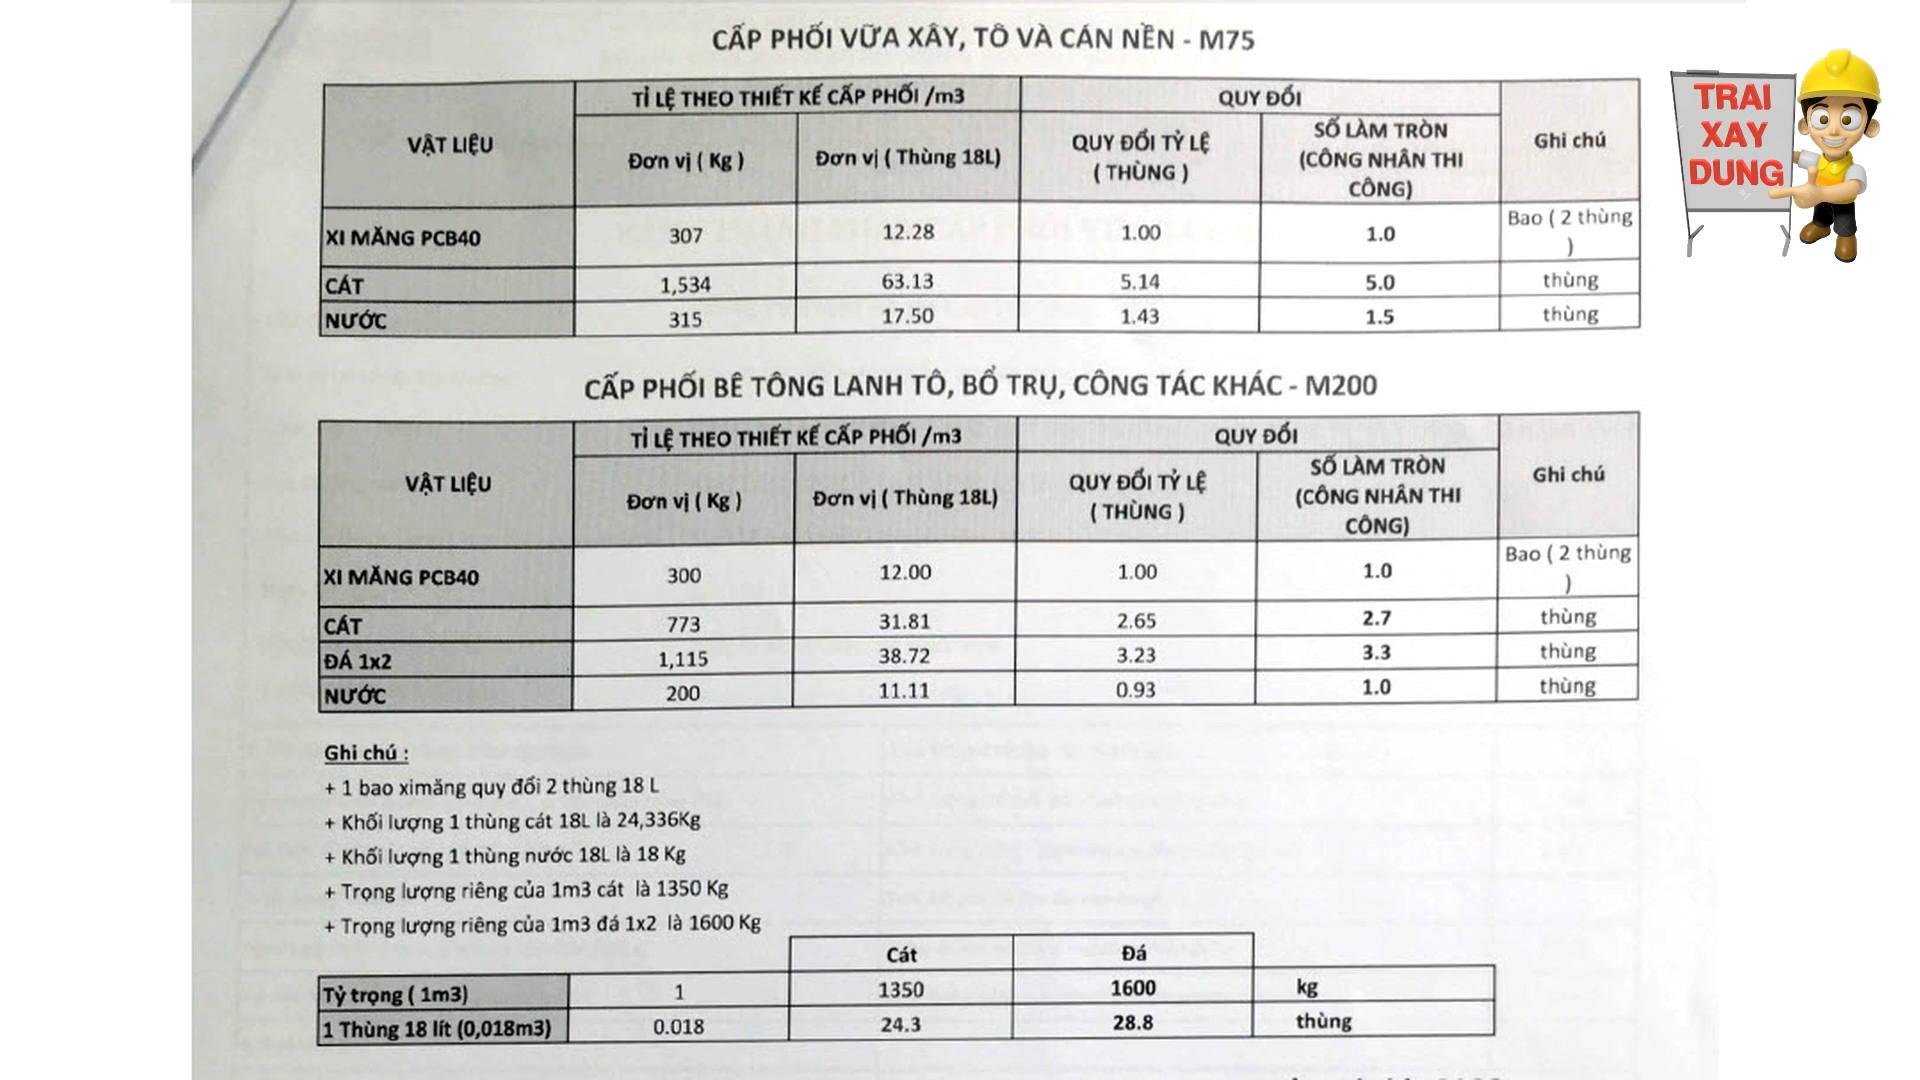 CẤP PHỐI VỮA XÂY, TÔ VÀ CÁN NỀN - M75
VẬT LIỆU
TỈ LỆ THEO THIẾT KẾ CẤP PHỐI /m3
QUY ĐỔI
Ghi chú
Đơn vị ( Kg )
Đơn vị ( Thùng 18L)
QUY ĐỔI TỶ LỆ
( THÙNG )
SỐ LÀM TRÒN
(CÔNG NHÂN THI
CÔNG)
XI MĂNG PCB40 307 12.28 1.00 1.0 Bao ( 2 thùng
)
CÁT 1,534 63.13 5.14 5.0 thùng
NƯỚC 315 17.50 1.43 1.5 thùng
TRAI
XAY
DUNG
CẤP PHỐI BÊ TÔNG LANH TÔ, BỔ TRỤ, CÔNG TÁC KHÁC - M200
VẬT LIỆU
TỈ LỆ THEO THIẾT KẾ CẤP PHỐI /m3
QUY ĐỔI
Ghi chú
Đơn vị ( Kg )
Đơn vị ( Thùng 18L)
QUY ĐỔI TỶ LỆ
( THÙNG )
SỐ LÀM TRÒN
(CÔNG NHÂN THI
CÔNG)
XI MĂNG PCB40 300 12.00 1.00 1.0 Bao ( 2 thùng
)
CÁT 773 31.81 2.65 2.7 thùng
ĐÁ 1x2 1,115 38.72 3.23 3.3 thùng
NƯỚC 200 11.11 0.93 1.0 thùng
Ghi chú :
+ 1 bao ximăng quy đổi 2 thùng 18 L
+ Khối lượng 1 thùng cát 18L là 24,336Kg
+ Khối lượng 1 thùng nước 18L là 18 Kg
+ Trọng lượng riêng của 1m3 cát là 1350 Kg
+ Trọng lượng riêng của 1m3 đá 1x2 là 1600 Kg
Cát Đá
Tỷ trọng ( 1m3) 1 1350 1600 kg
1 Thùng 18 lít (0,018m3) 0.018 24.3 28.8 thùng